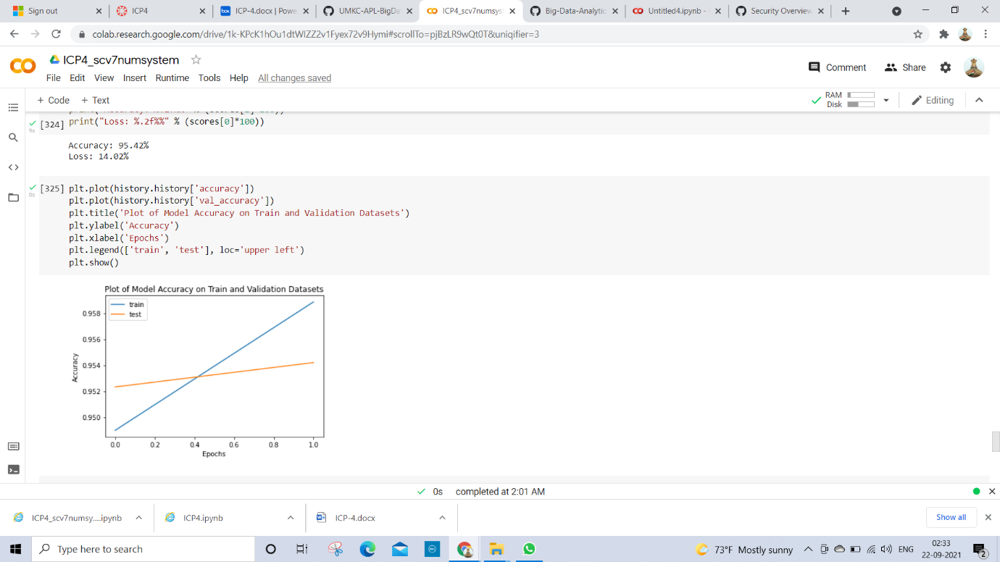 Sign out
ICP4
ICP-4.docx | Powe
UMKC-APL-BigDa
ICP4_scv7numsys
Big-Data-Analytic
Untitled4.ipynb -
Security Overview
colab.research.google.com/drive/1k-KPcK1hOu1dtWIZZ2v1Fyex72v9Hymi#scrollTo=pjBzLR9wQt0T&uniqifier=3
ICP4_scv7numsystem
File Edit View Insert Runtime Tools Help All changes saved
Comment
Share
+ Code + Text
RAM
Disk
Editing
[324] print("Loss: %.2f%%" % (scores[0]*100))
9s
Accuracy: 95.42%
Loss: 14.02%
[325] plt.plot(history.history['accuracy'])
0s
plt.plot(history.history['val_accuracy'])
plt.title('Plot of Model Accuracy on Train and Validation Datasets')
plt.ylabel('Accuracy')
plt.xlabel('Epochs')
plt.legend(['train', 'test'], loc='upper left')
plt.show()
Plot of Model Accuracy on Train and Validation Datasets
train
test
0.958
0.956
0.954
0.952
0.950
Accuracy
0.0 0.2 0.4 0.6 0.8 1.0
Epochs
0s completed at 2:01 AM
ICP4_scv7numsy....ipynb
ICP4.ipynb
ICP-4.docx
Show all
Type here to search
73°F Mostly sunny
ENG
02:33
22-09-2021
2